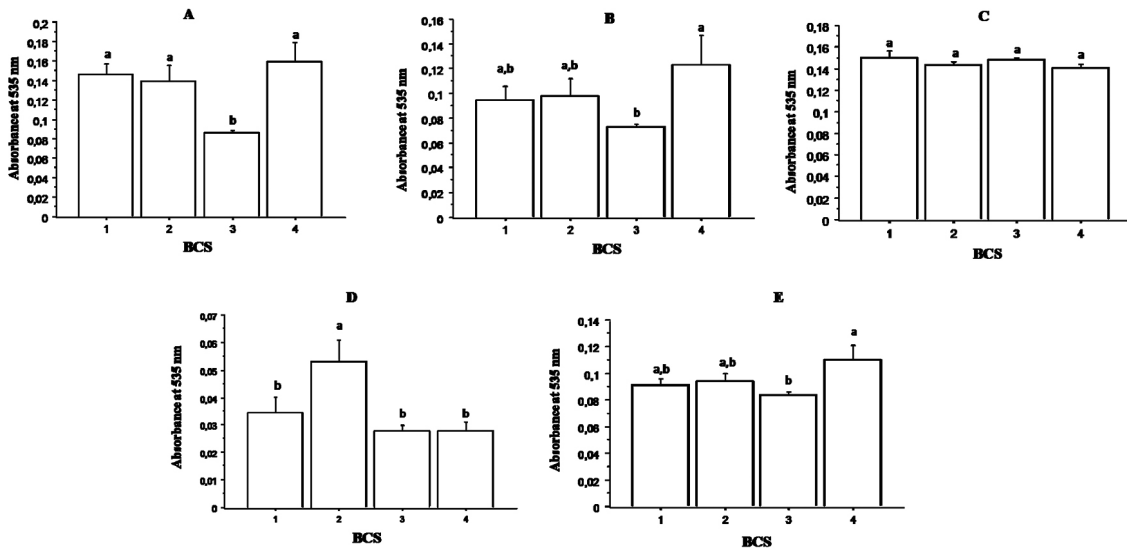 A
Absorbance at 535 nm
0,2
0,18
0,16
0,14
0,12
0,1
0,08
0,06
0,04
0,02
0
a
a
b
a
1 2 3 4
BCS
B
Absorbance at 535 nm
0,16
0,14
0,12
0,1
0,08
0,06
0,04
0,02
0
a,b
a,b
b
a
1 2 3 4
BCS
C
Absorbance at 535 nm
0,18
0,16
0,14
0,12
0,1
0,08
0,06
0,04
0,02
0
a
a
a
a
1 2 3 4
BCS
D
Absorbance at 535 nm
0,07
0,06
0,05
0,04
0,03
0,02
0,01
0
b
a
b
b
1 2 3 4
BCS
E
Absorbance at 535 nm
0,14
0,12
0,1
0,08
0,06
0,04
0,02
0
a,b
a,b
b
a
1 2 3 4
BCS